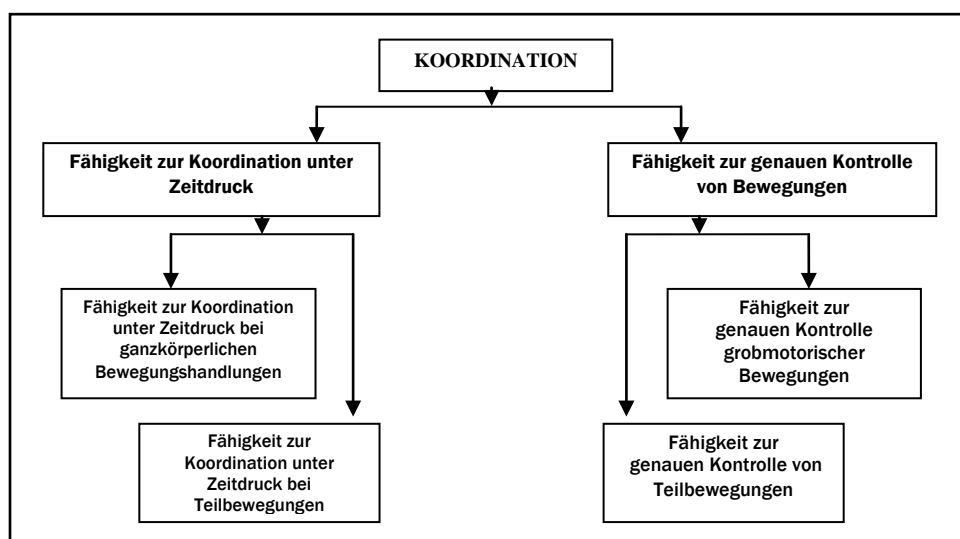 KOORDINATION
Fähigkeit zur Koordination unter
Zeitdruck
Fähigkeit zur genauen Kontrolle
von Bewegungen
Fähigkeit zur Koordination
unter Zeitdruck bei
ganzkörperlichen
Bewegungshandlungen
Fähigkeit zur
genauen Kontrolle
grobmotorischer
Bewegungen
Fähigkeit zur
Koordination unter
Zeitdruck bei
Teilbewegungen
Fähigkeit zur
genauen Kontrolle von
Teilbewegungen